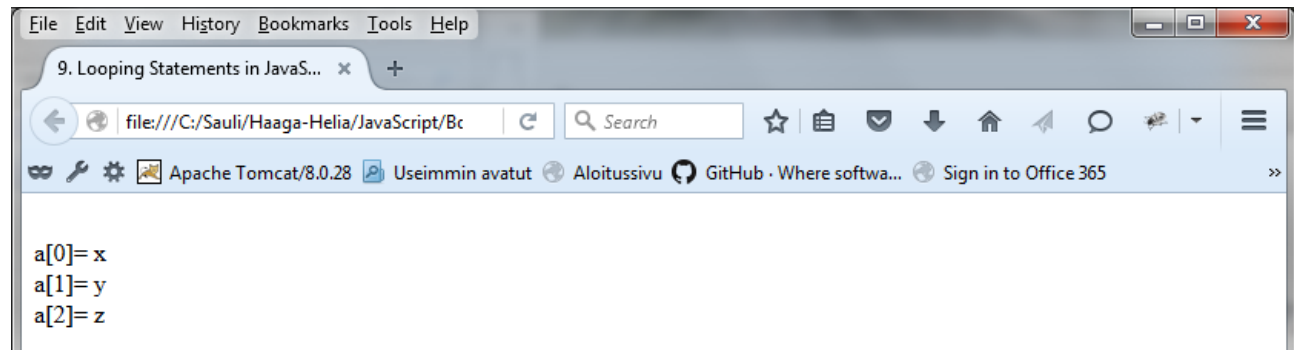 File Edit View History Bookmarks Tools Help
9. Looping Statements in JavaS... × +
file:///C:/Sauli/Haaga-Helia/JavaScript/Bc Search
Apache Tomcat/8.0.28 Useimmin avatut Aloitussivu GitHub · Where softwa... Sign in to Office 365 »
a[0]= x
a[1]= y
a[2]= z